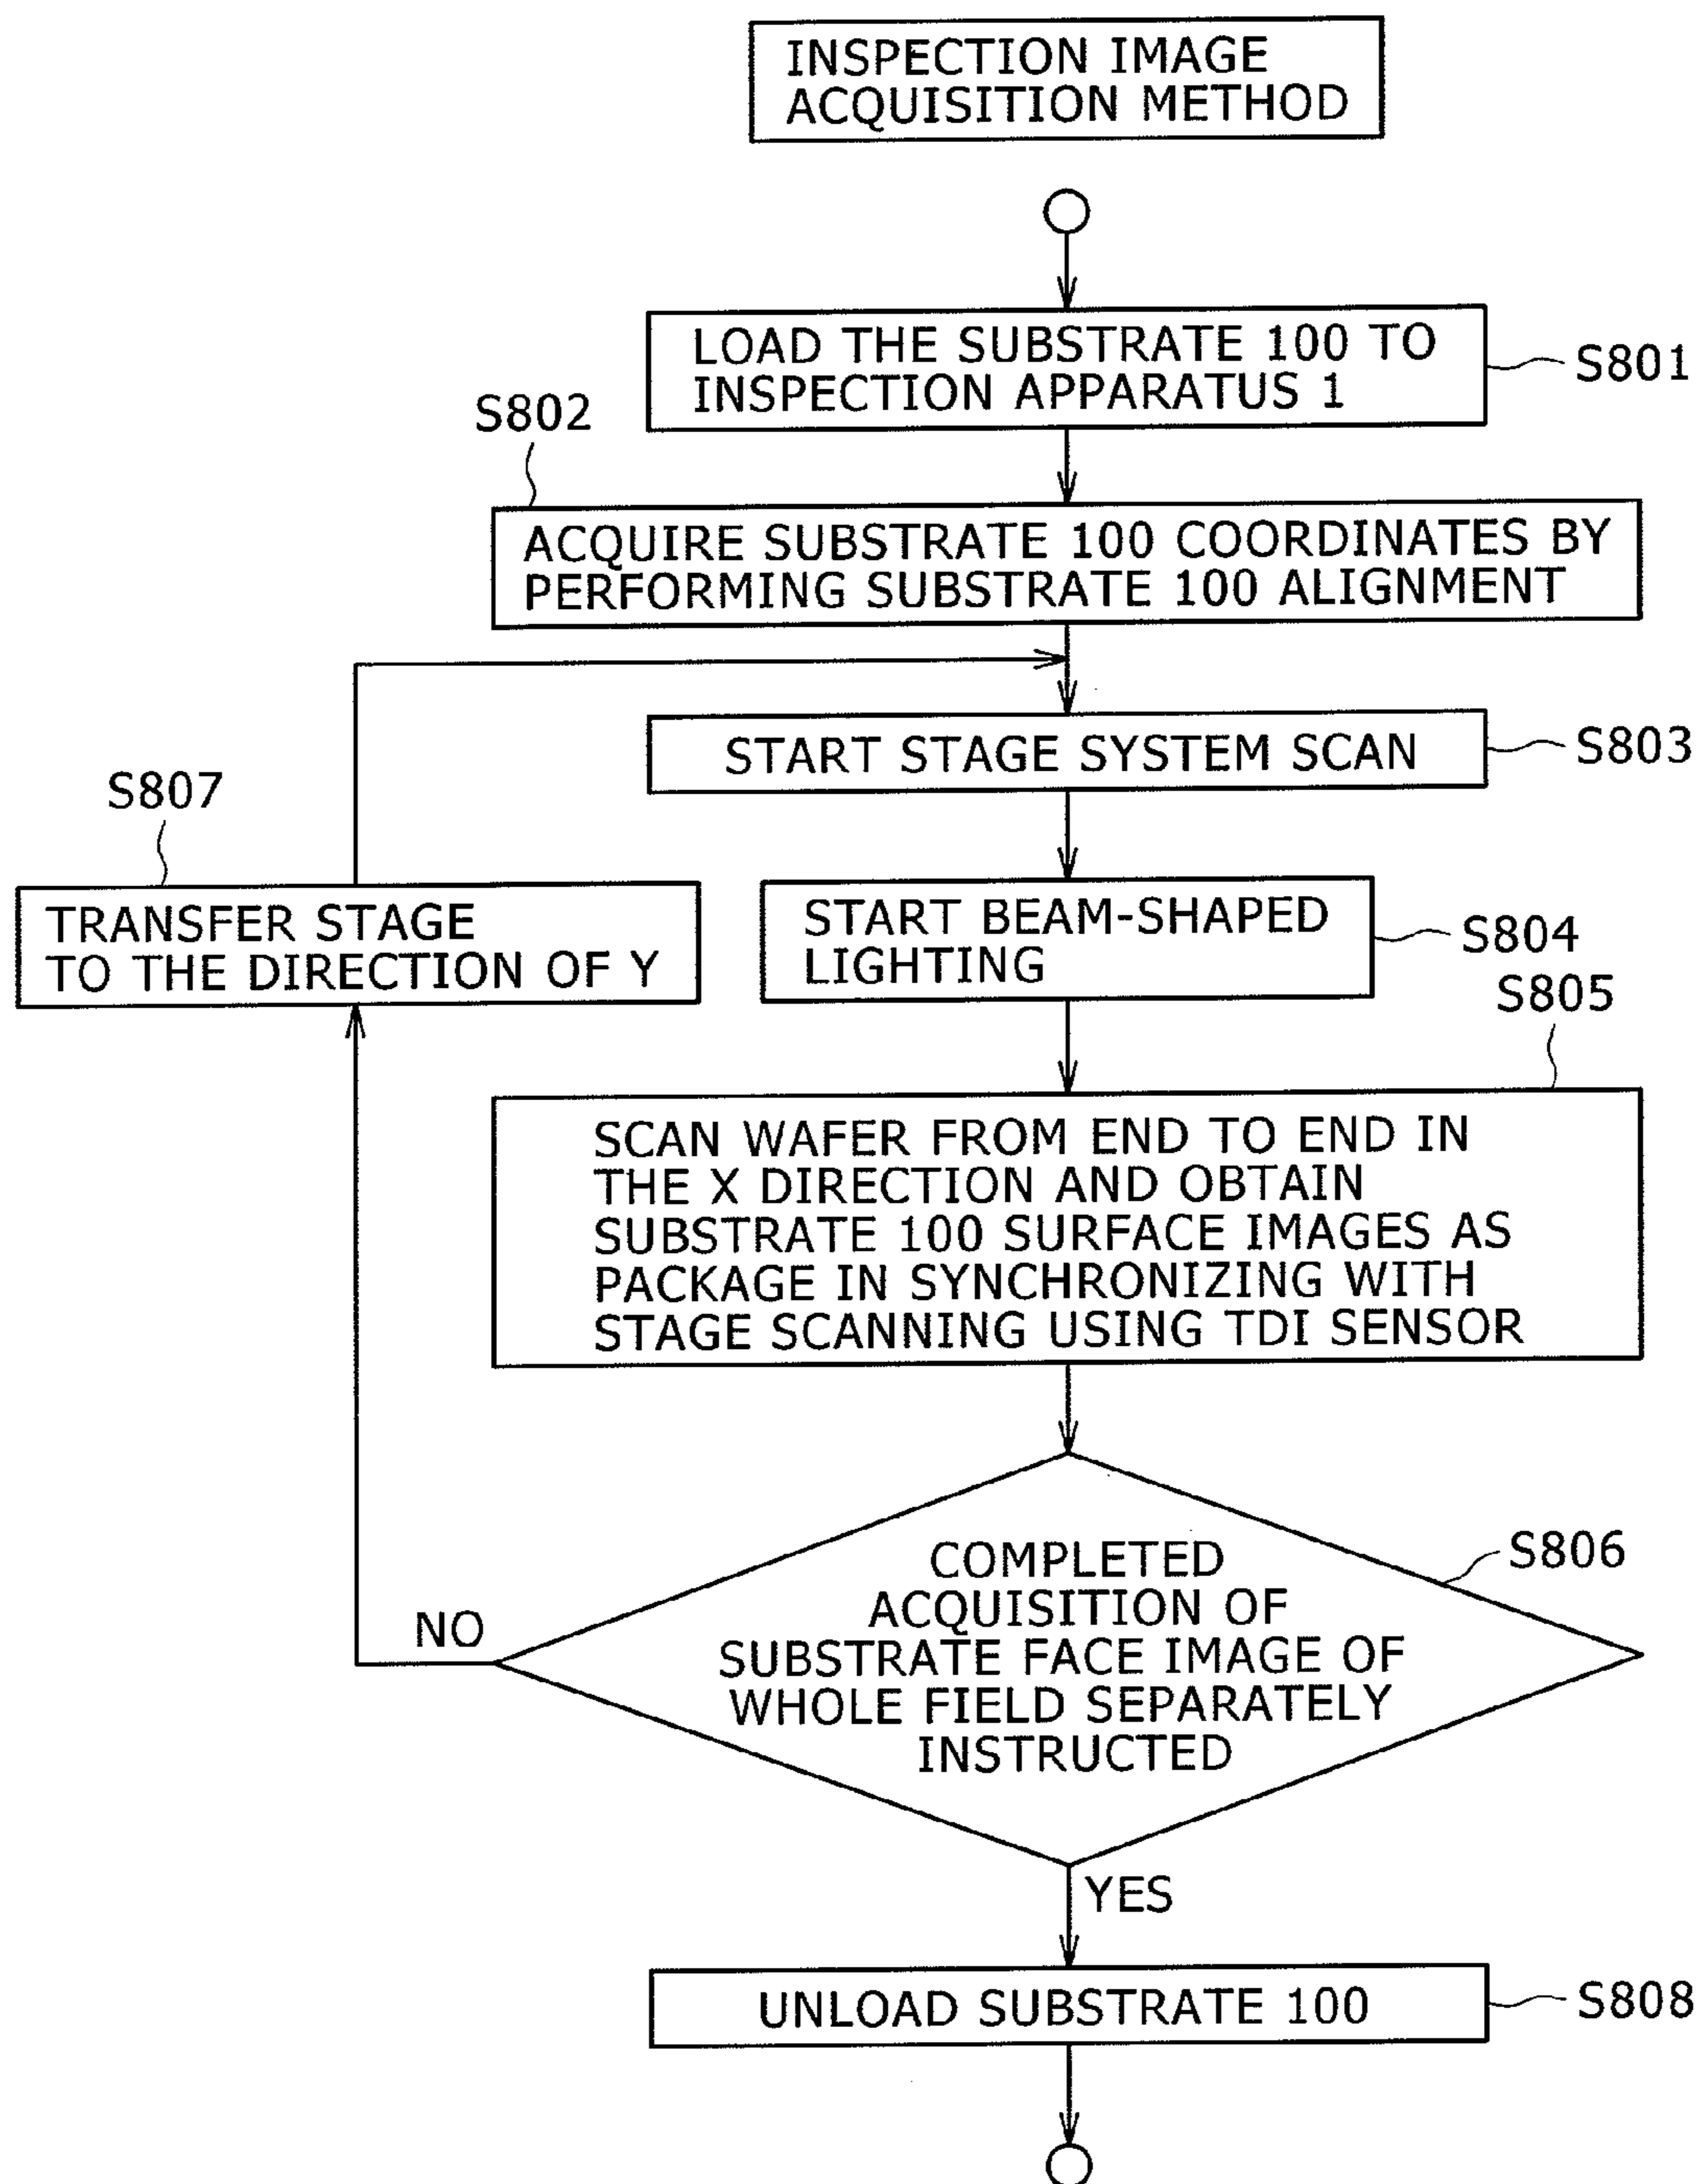 INSPECTION IMAGE
ACQUISITION METHOD
LOAD THE SUBSTRATE 100 TO
INSPECTION APPARATUS 1
S801
S802
ACQUIRE SUBSTRATE 100 COORDINATES BY
PERFORMING SUBSTRATE 100 ALIGNMENT
START STAGE SYSTEM SCAN
S803
S807
TRANSFER STAGE
TO THE DIRECTION OF Y
START BEAM-SHAPED
LIGHTING
S804
S805
SCAN WAFER FROM END TO END IN
THE X DIRECTION AND OBTAIN
SUBSTRATE 100 SURFACE IMAGES AS
PACKAGE IN SYNCHRONIZING WITH
STAGE SCANNING USING TDI SENSOR
S806
COMPLETED
ACQUISITION OF
SUBSTRATE FACE IMAGE OF
WHOLE FIELD SEPARATELY
INSTRUCTED
NO
YES
UNLOAD SUBSTRATE 100
S808